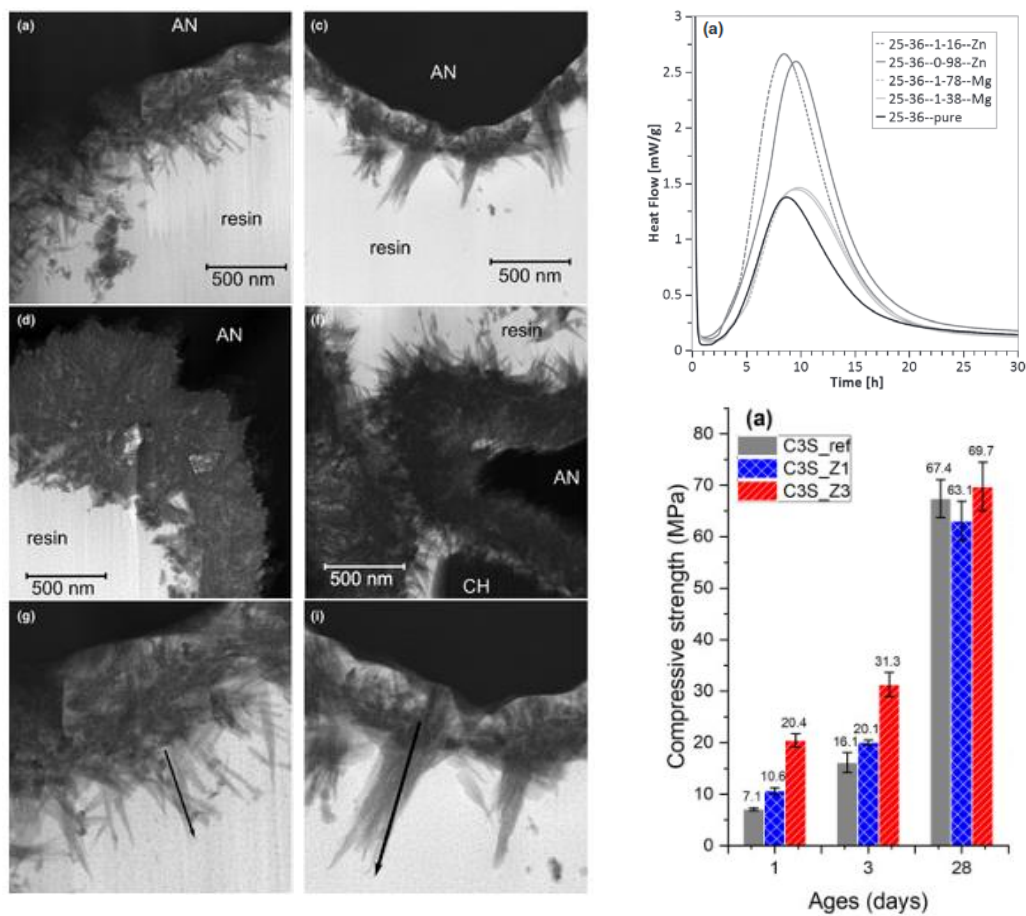 (a)
AN
resin
500 nm
(c)
AN
resin
500 nm
(d)
AN
resin
500 nm
(f)
resin
AN
500 nm
CH
(g)
(i)
(a)
25-36--1-16--Zn
25-36--0-98--Zn
25-36--1-78--Mg
25-36--1-38--Mg
25-36--pure
Heat Flow [mW/g]
3
2.5
2
1.5
1
0.5
0
0 5 10 15 20 25 30
Time [h]
(a)
C3S_ref
C3S_Z1
C3S_Z3
Compressive strength (MPa)
80
70
60
50
40
30
20
10
0
7.1
10.6
20.4
16.1
20.1
31.3
67.4
63.1
69.7
1 3 28
Ages (days)